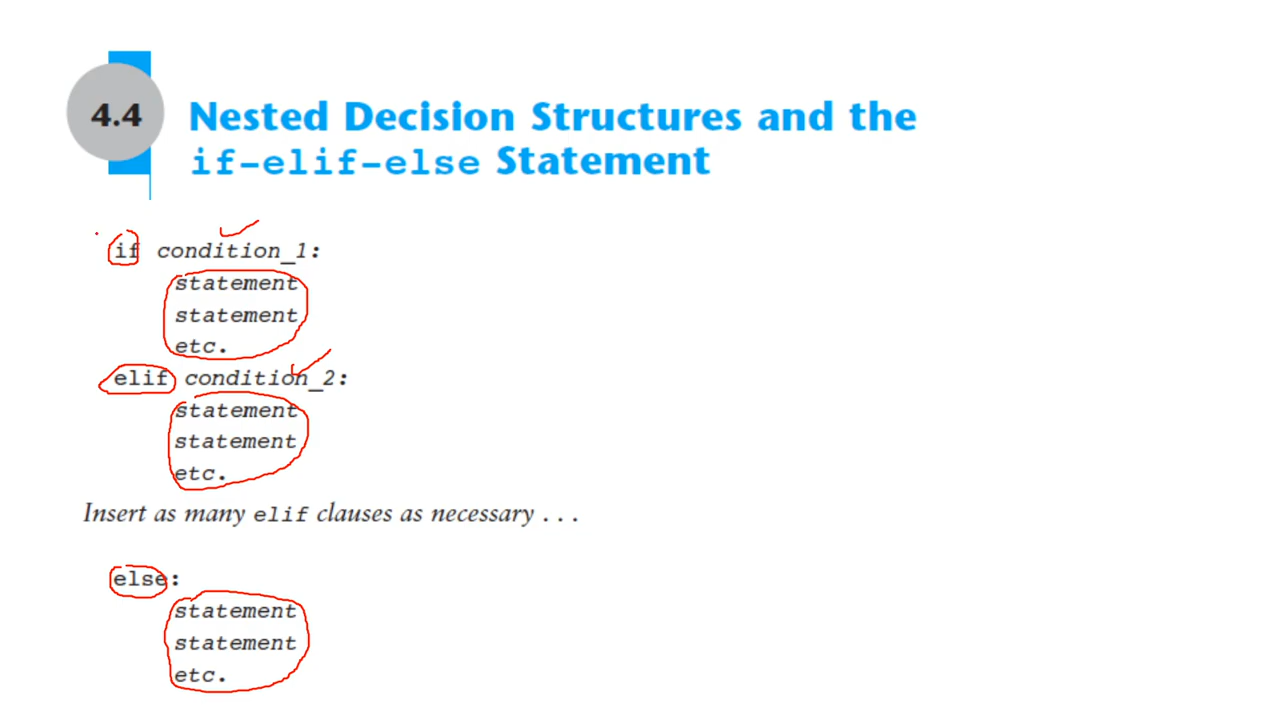 4.4
Nested Decision Structures and the
if-elif-else Statement
if condition_1:
statement
statement
etc.
elif condition_2:
statement
statement
etc.
Insert as many elif clauses as necessary . . .
else:
statement
statement
etc.